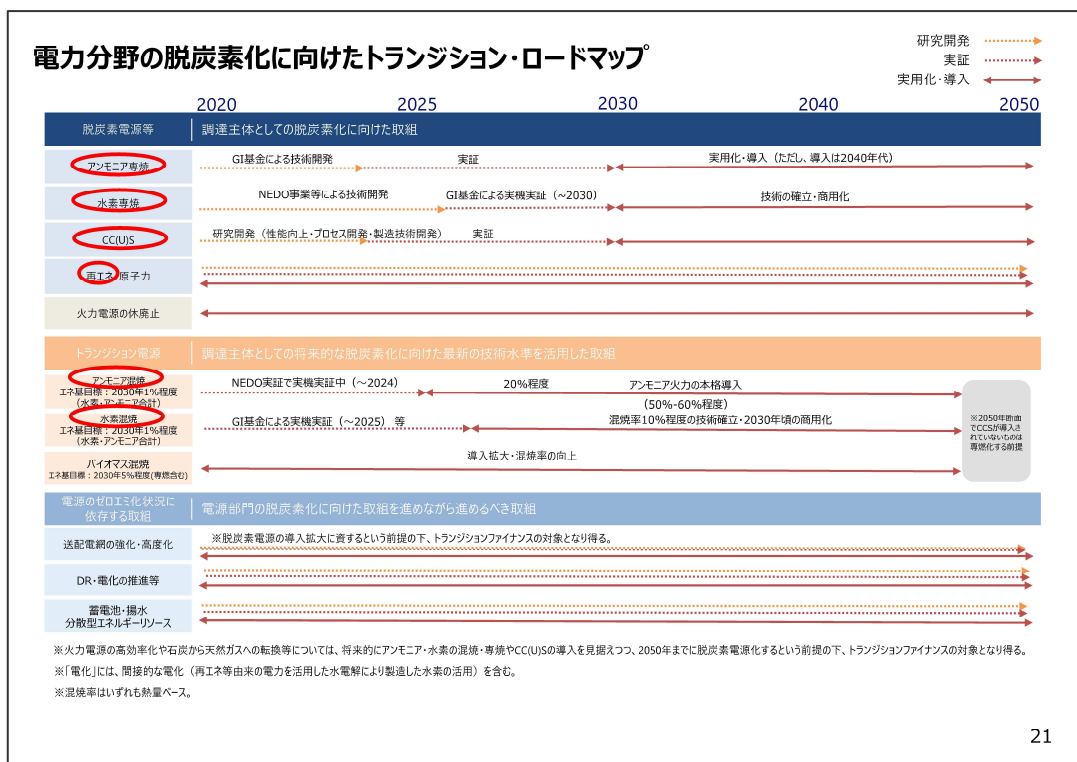 電力分野の脱炭素化に向けたトランジション・ロードマップ
研究開発
実証
実用化・導入
2020 2025 2030 2040 2050
脱炭素電源等 調達主体としての脱炭素化に向けた取組
アンモニア専焼 GI基金による技術開発 実証 実用化・導入（ただし、導入は2040年代）
水素専焼 NEDO事業等による技術開発 GI基金による実機実証（~2030） 技術の確立・商用化
CC(U)S 研究開発（性能向上・プロセス開発・製造技術開発） 実証
再エネ・原子力
火力電源の休廃止
トランジション電源 調達主体としての将来的な脱炭素化に向けた最新の技術水準を活用した取組
アンモニア混焼
エネ基目標：2030年1%程度
（水素・アンモニア合計）
NEDO実証で実機実証中（～2024） 20%程度 アンモニア火力の本格導入
（50%-60%程度）
水素混焼
エネ基目標：2030年1%程度
（水素・アンモニア合計）
GI基金による実機実証（～2025）等 混焼率10%程度の技術確立・2030年頃の商用化
バイオマス混焼
エネ基目標：2030年5%程度(専燃含む)
導入拡大・混焼率の向上
※2050年断面
でCCSが導入さ
れていないものは
専燃化する前提
電源のゼロエミ化状況に
依存する取組
電源部門の脱炭素化に向けた取組を進めながら進めるべき取組
送配電網の強化・高度化 ※脱炭素電源の導入拡大に資するという前提の下、トランジションファイナンスの対象となり得る。
DR・電化の推進等
蓄電池・揚水
分散型エネルギーリソース
※火力電源の高効率化や石炭から天然ガスへの転換等については、将来的にアンモニア・水素の混焼・専焼やCC(U)Sの導入を見据えつつ、2050年までに脱炭素電源化するという前提の下、トランジションファイナンスの対象となり得る。
※「電化」には、間接的な電化（再エネ等由来の電力を活用した水電解により製造した水素の活用）を含む。
※混焼率はいずれも熱量ベース。
21